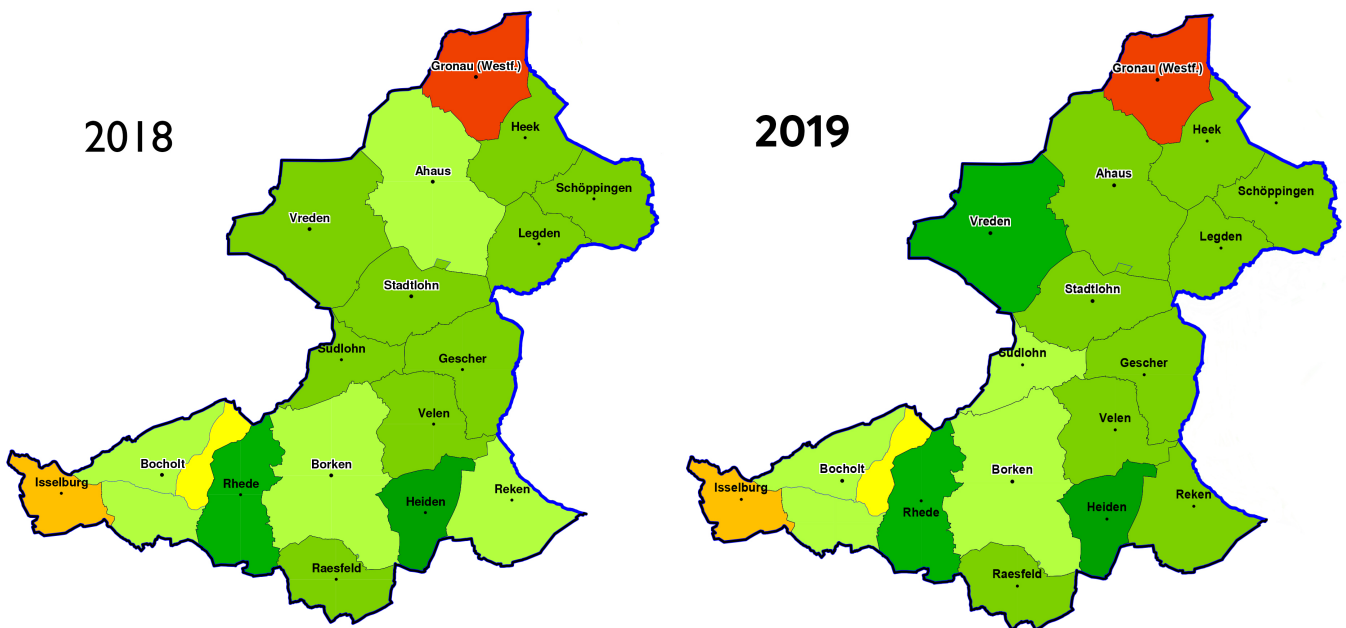 2018
Gronau (Westf.)
Heek
Ahaus
Schöppingen
Vreden
Legden
Stadtlohn
Südlohn
Gescher
Velen
Bocholt
Borken
Isselburg
Rhede
Reken
Heiden
Raesfeld
2019
Gronau (Westf.)
Heek
Ahaus
Schöppingen
Vreden
Legden
Stadtlohn
Südlohn
Gescher
Velen
Bocholt
Borken
Isselburg
Reken
Heiden
Rhede
Raesfeld